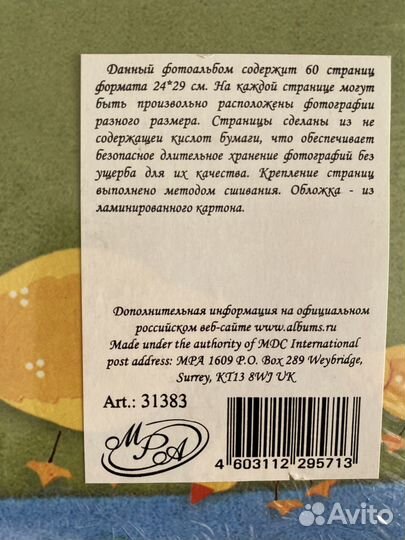 Данный фотоальбом содержит 60 страниц
формата 24*29 см. На каждой странице могут
быть произвольно расположены фотографии
разного размера. Страницы сделаны из не
содержащей кислот бумаги, что обеспечивает
безопасное длительное хранение фотографий без
ущерба для их качества. Крепление страниц
выполнено методом сшивания. Обложка - из
ламинированного картона.
Дополнительная информация на официальном
российском веб-сайте www.albums.ru
Made under the authority of MDC International
post address: MPA 1609 P.O. Box 289 Weybridge,
Surrey, KT13 8WJ UK
Art.: 31383
MPA
4 603112 295713
Avito